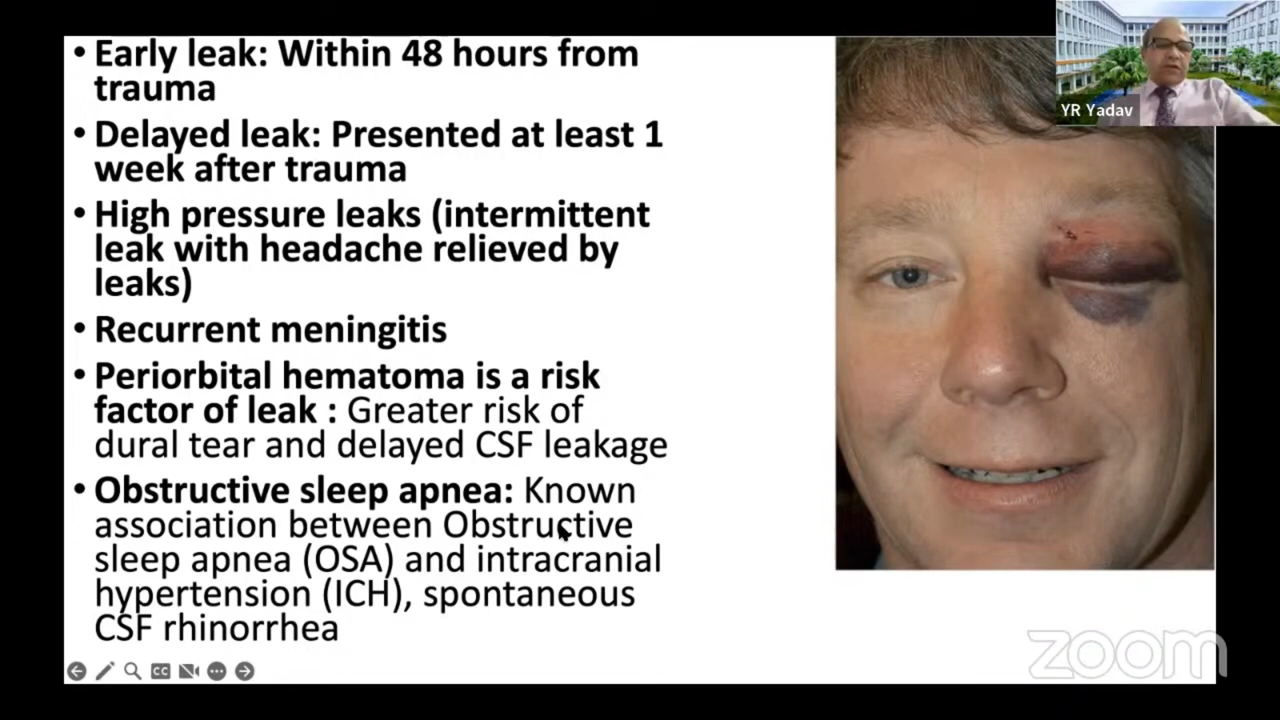 • Early leak: Within 48 hours from
trauma
• Delayed leak: Presented at least 1
week after trauma
• High pressure leaks (intermittent
leak with headache relieved by
leaks)
• Recurrent meningitis
• Periorbital hematoma is a risk
factor of leak : Greater risk of
dural tear and delayed CSF leakage
• Obstructive sleep apnea: Known
association between Obstructive
sleep apnea (OSA) and intracranial
hypertension (ICH), spontaneous
CSF rhinorrhea
YR Yadav
CC
zoom